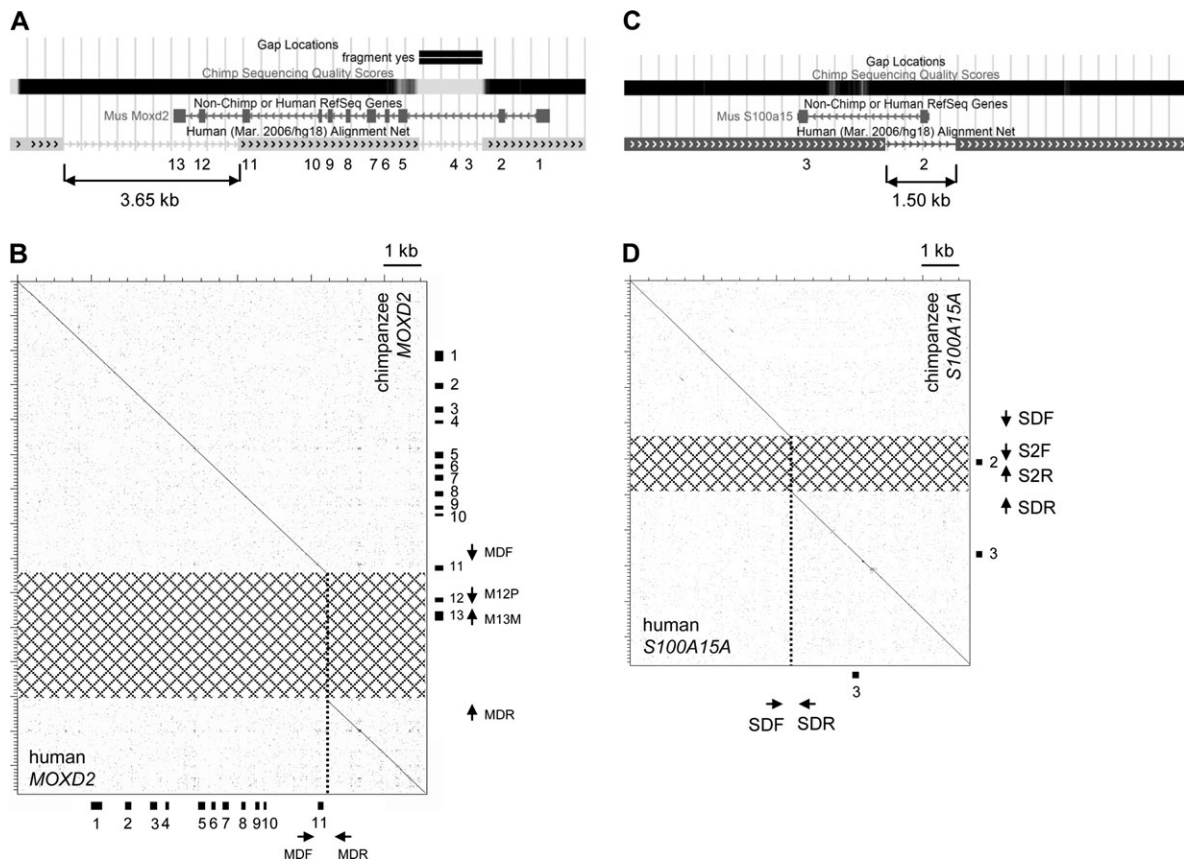 A
Gap Locations
fragment yes
Chimp Sequencing Quality Scores
Non-Chimp or Human RefSeq Genes
Mus Moxd2
Human (Mar. 2006/hg18) Alignment Net
13 12 11 10 9 8 7 6 5 4 3 2 1
3.65 kb
B
1 kb
chimpanzee
MOXD2
1
2
3
4
5
6
7
8
9
10
MDF
11
M12P
12
13
M13M
MDR
human
MOXD2
1 2 3 4 5 6 7 8 9 10 11
MDF MDR
C
Gap Locations
Chimp Sequencing Quality Scores
Non-Chimp or Human RefSeq Genes
Mus S100a15
Human (Mar. 2006/hg18) Alignment Net
3 2
1.50 kb
D
1 kb
chimpanzee
S100A15A
SDF
S2F
2
S2R
SDR
3
human
S100A15A
3
SDF SDR